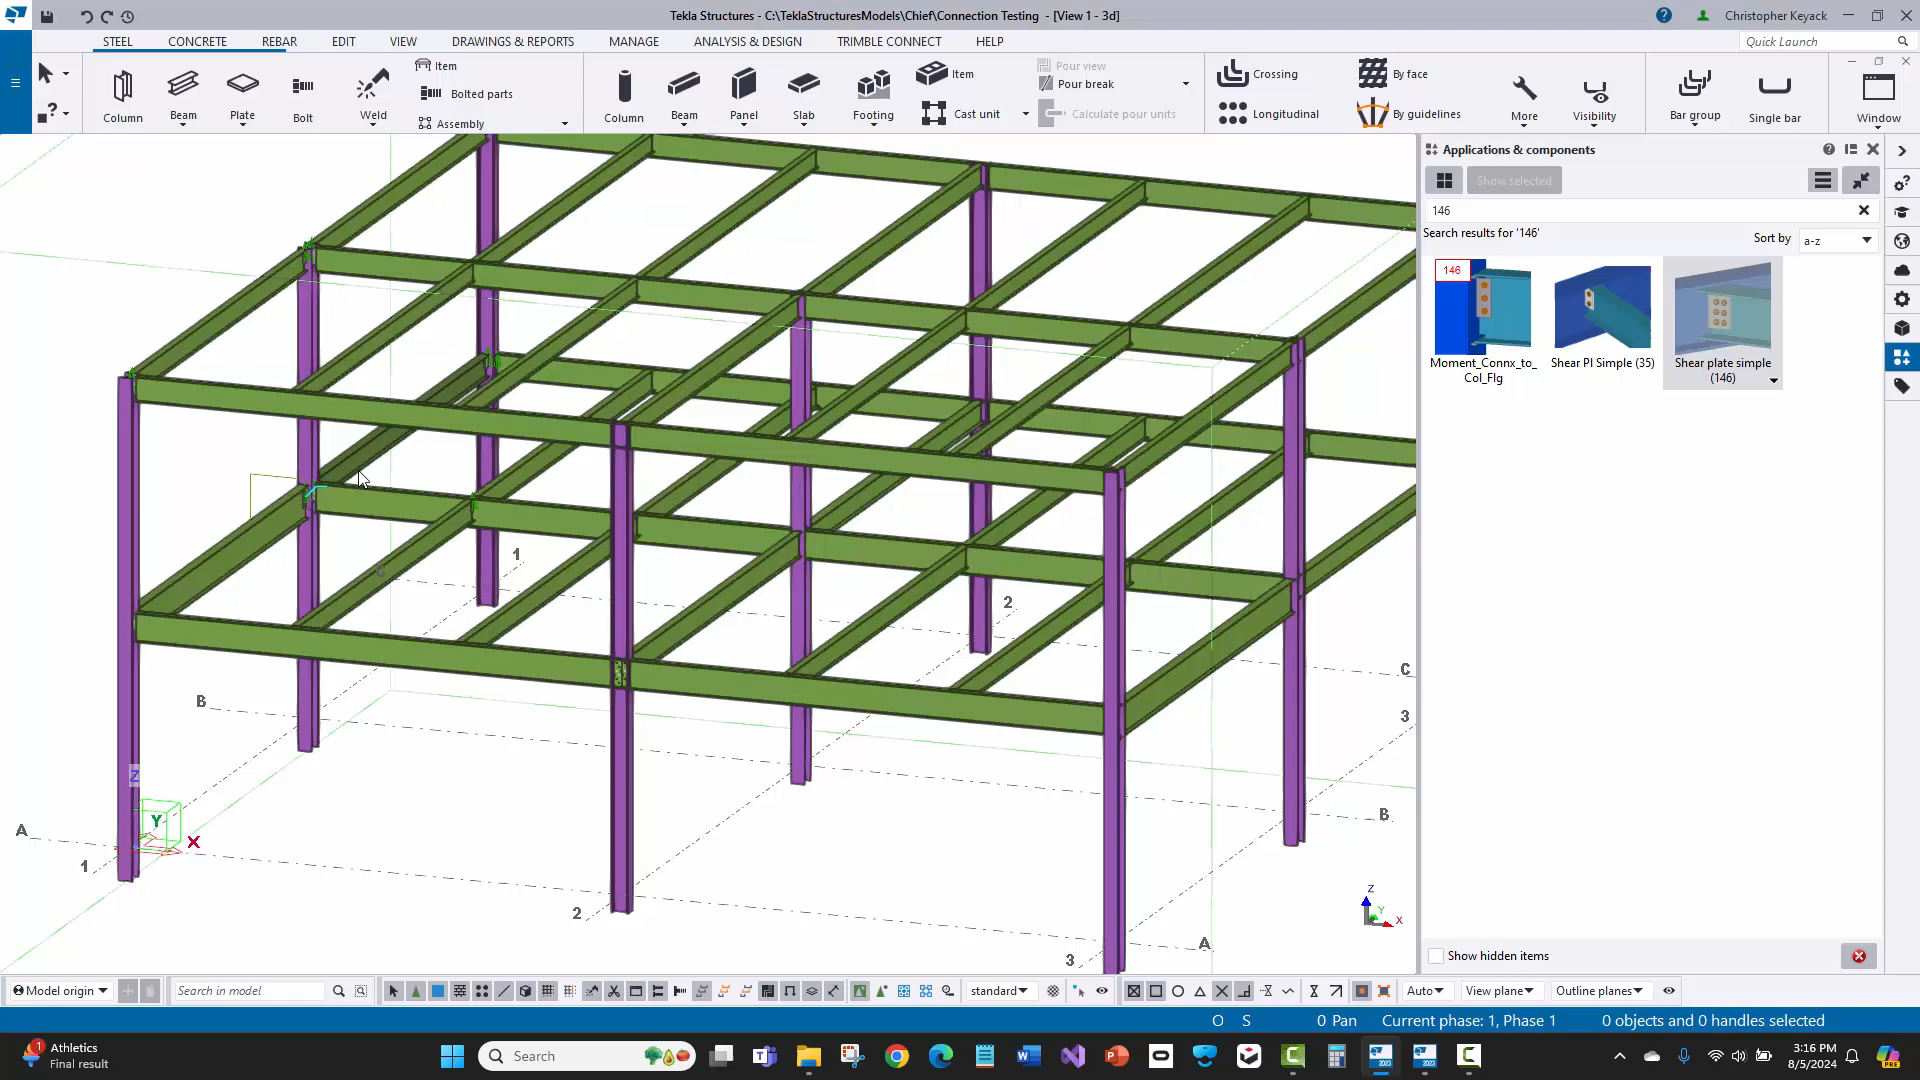 Tekla Structures - C:\TeklaStructuresModels\Chief\Connection Testing - [View 1 - 3d]
Christopher Keyack
STEEL CONCRETE REBAR EDIT VIEW DRAWINGS & REPORTS MANAGE ANALYSIS & DESIGN TRIMBLE CONNECT HELP
Quick Launch
Column
Beam
Plate
Bolt
Weld
Item
Bolted parts
Assembly
Column
Beam
Panel
Slab
Footing
Item
Cast unit
Pour view
Pour break
Calculate pour units
Crossing
Longitudinal
By face
By guidelines
More
Visibility
Bar group
Single bar
Window
Applications & components
Show selected
146
Search results for '146'
Sort by
a-z
146
Moment_Connx_to_
Col_Flg
Shear Pl Simple (35)
Shear plate simple
(146)
1
2
C
C
3
B
B
Z
Y
X
A
1
2
A
3
Z
Y
X
Show hidden items
Model origin
Search in model
standard
Auto
View plane
Outline planes
O S
0 Pan
Current phase: 1, Phase 1
0 objects and 0 handles selected
1
Athletics
Final result
Search
2023
2023
3:16 PM
8/5/2024
PRE